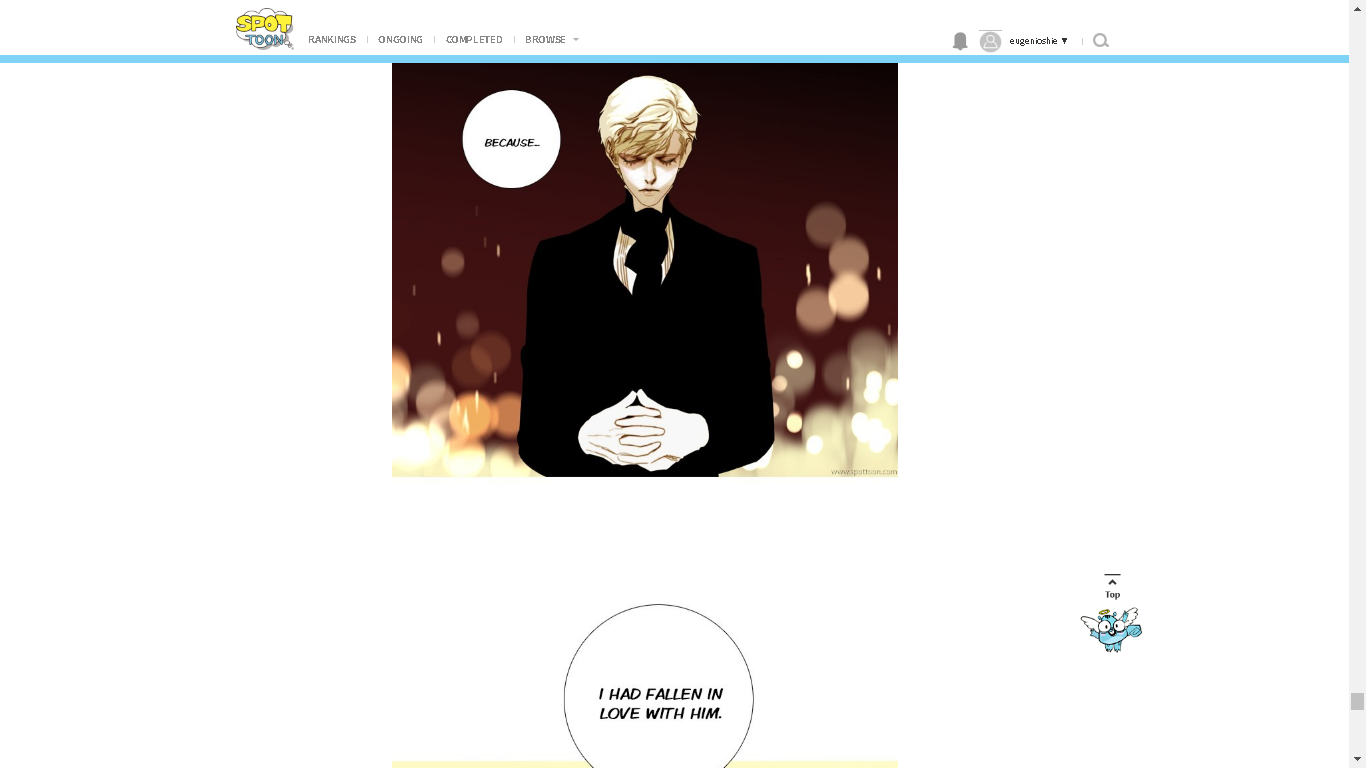 SPOT
TOON
RANKINGS
ONGOING
COMPLETED
BROWSE
eugenioshie
BECAUSE...
www.spottoon.com
Top
I HAD FALLEN IN
LOVE WITH HIM.